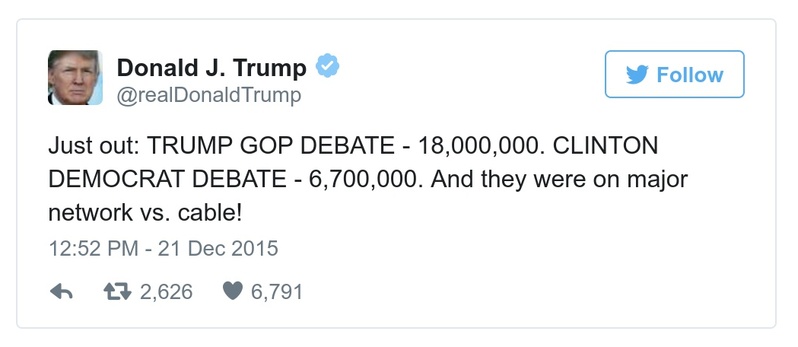 Donald J. Trump
@realDonaldTrump
Follow
Just out: TRUMP GOP DEBATE - 18,000,000. CLINTON
DEMOCRAT DEBATE - 6,700,000. And they were on major
network vs. cable!
12:52 PM - 21 Dec 2015
2,626 6,791